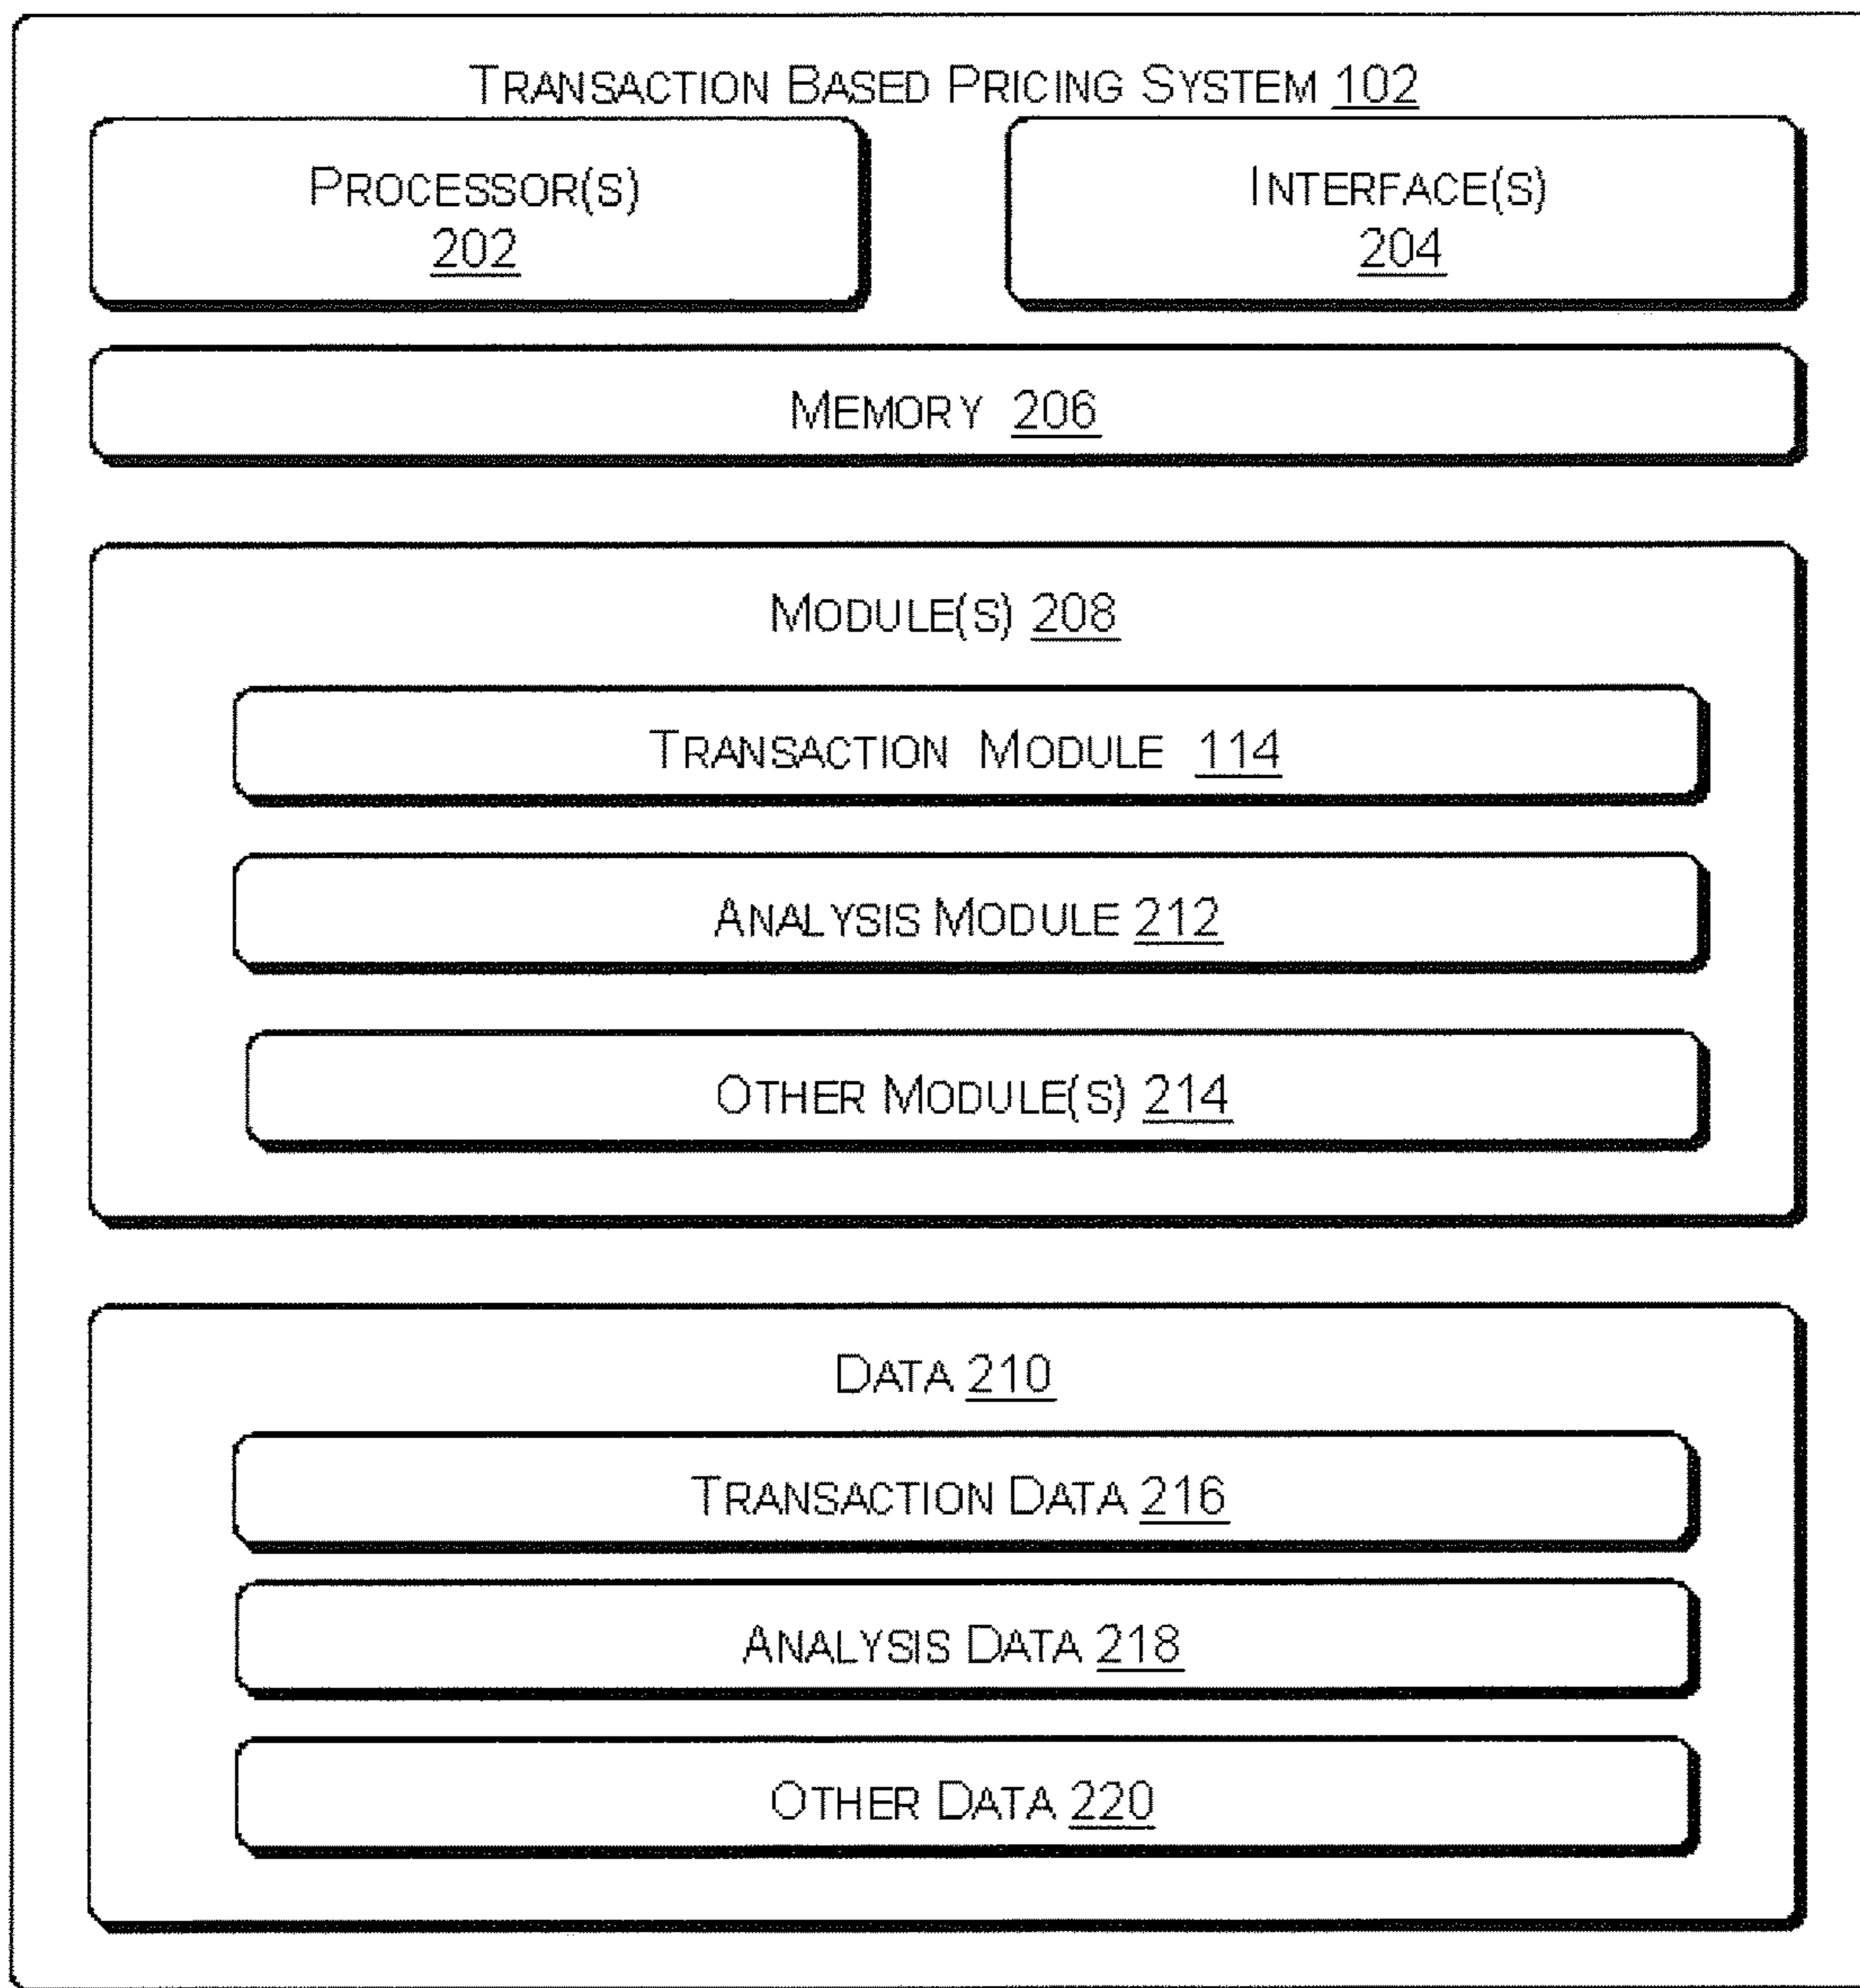 TRANSACTION BASED PRICING SYSTEM 102
PROCESSOR(S)
202
INTERFACE(S)
204
MEMORY 206
MODULE(S) 208
TRANSACTION MODULE 114
ANALYSIS MODULE 212
OTHER MODULE(S) 214
DATA 210
TRANSACTION DATA 216
ANALYSIS DATA 218
OTHER DATA 220